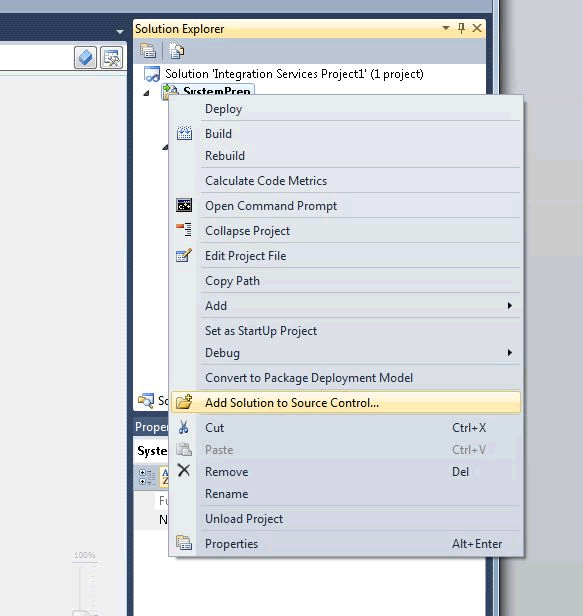 Solution Explorer
Solution 'Integration Services Project1' (1 project)
SystemPrep
Deploy
Build
Rebuild
Calculate Code Metrics
Open Command Prompt
Collapse Project
Edit Project File
Copy Path
Add
Set as StartUp Project
Debug
Convert to Package Deployment Model
Add Solution to Source Control...
Cut Ctrl+X
Paste Ctrl+V
Remove Del
Rename
Unload Project
Properties Alt+Enter
So
Proper
Syste
Fu
N
100%